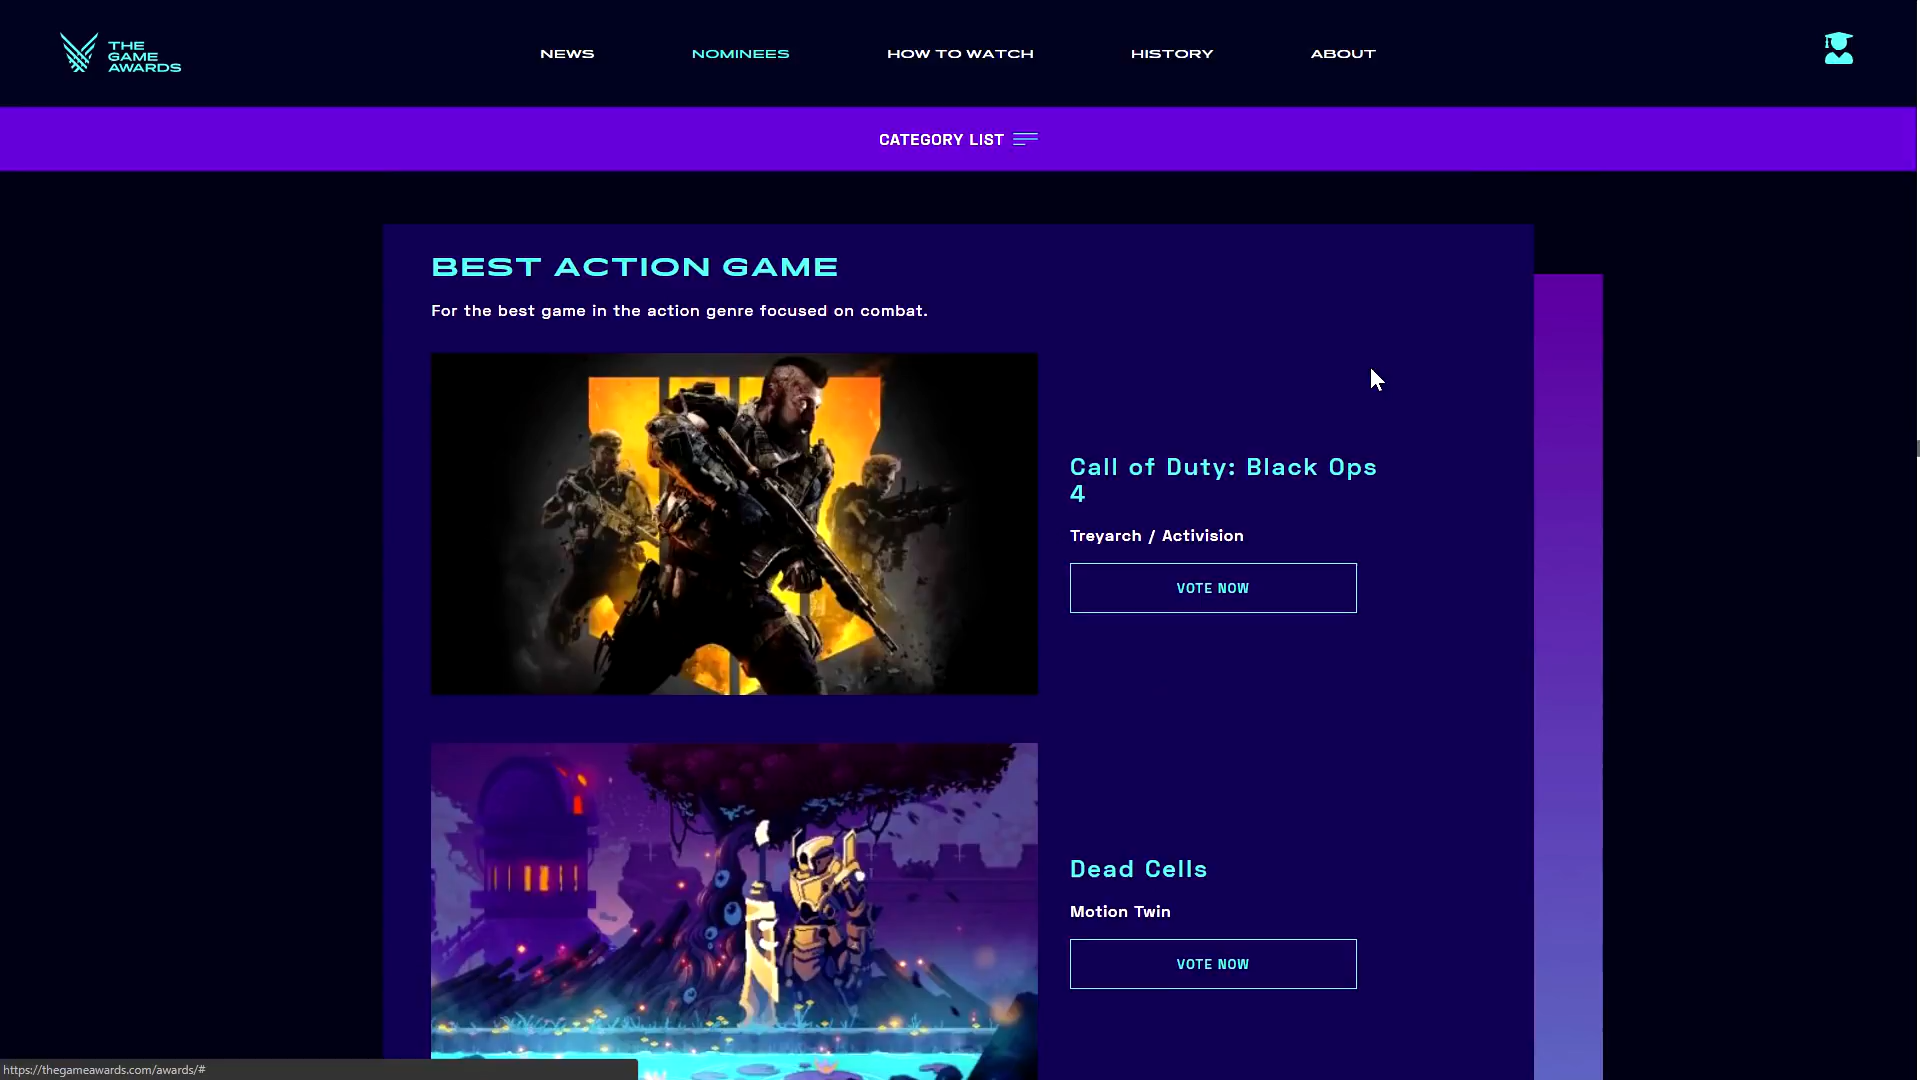 THE
GAME
AWARDS
NEWS
NOMINEES
HOW TO WATCH
HISTORY
ABOUT
CATEGORY LIST
BEST ACTION GAME
For the best game in the action genre focused on combat.
Call of Duty: Black Ops
4
Treyarch / Activision
VOTE NOW
Dead Cells
Motion Twin
VOTE NOW
https://thegameawards.com/awards/#